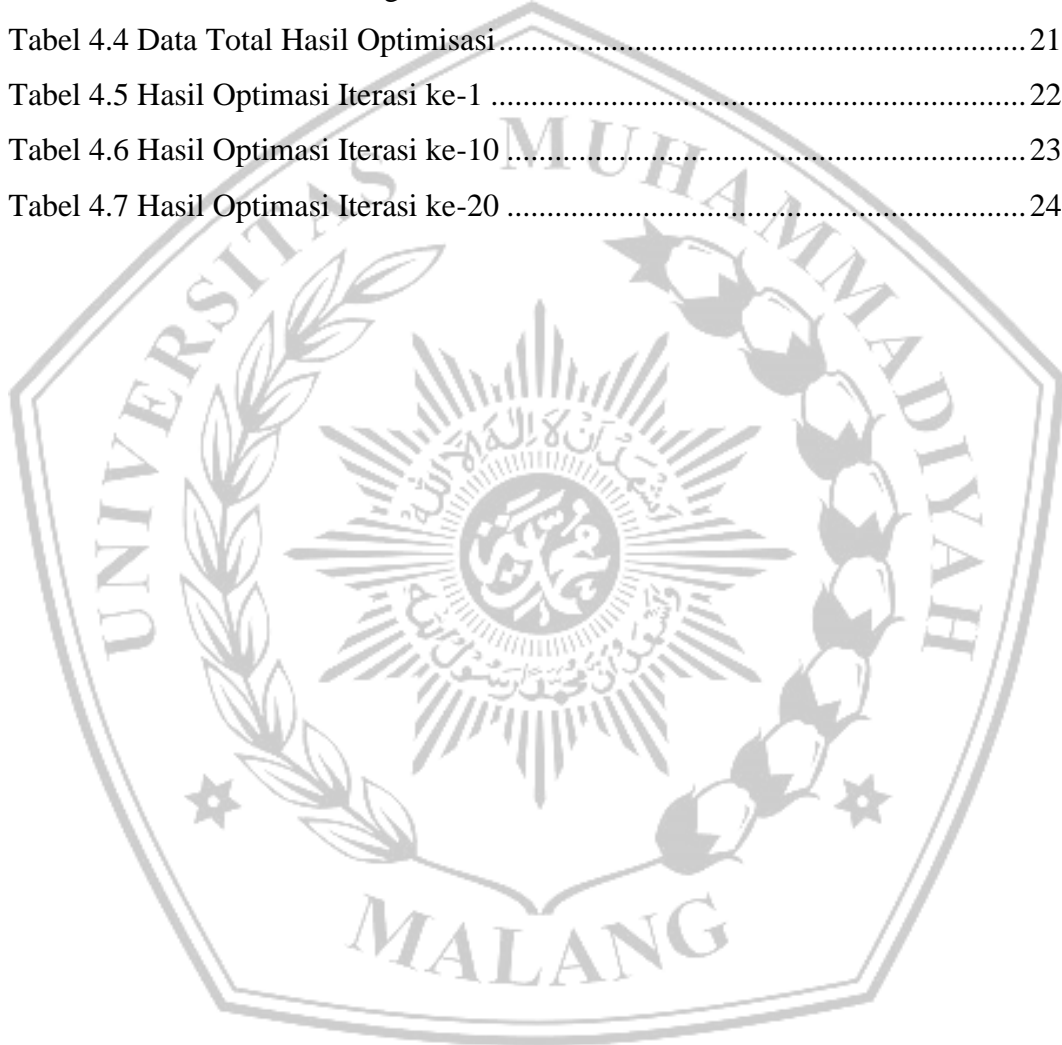 Tabel 4.4 Data Total Hasil Optimisasi....................................................................................21
Tabel 4.5 Hasil Optimasi Iterasi ke-1 .....................................................................................22
Tabel 4.6 Hasil Optimasi Iterasi ke-10 ...................................................................................23
Tabel 4.7 Hasil Optimasi Iterasi ke-20 ...................................................................................24
UNIVERSITAS MUHAMMADIYAH
MALANG